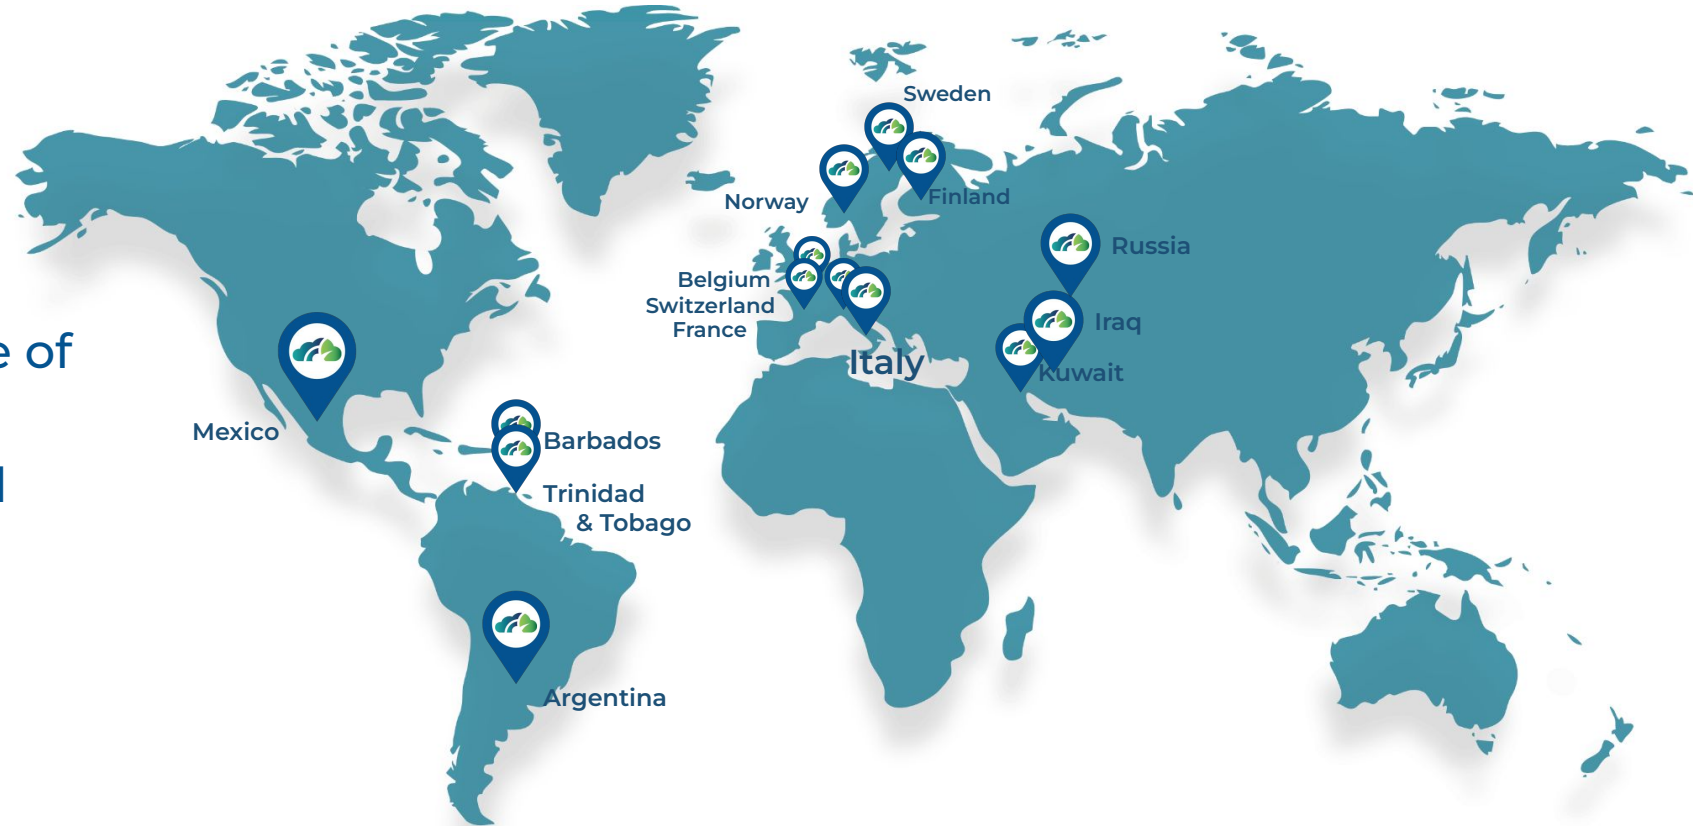 Sweden
Norway
Finland
Russia
Belgium
Switzerland
France
Iraq
e of
Italy
Kuwait
Mexico
Barbados
Trinidad
& Tobago
Argentina